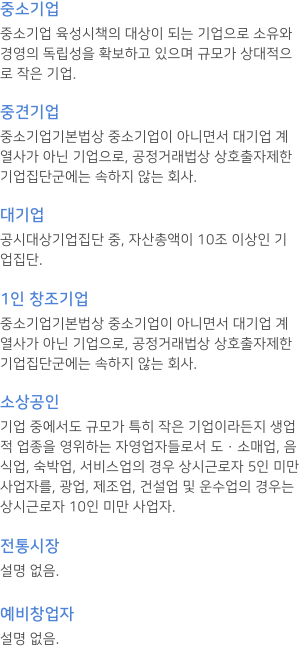 중소기업
중소기업 육성시책의 대상이 되는 기업으로 소유와
경영의 독립성을 확보하고 있으며 규모가 상대적으
로 작은 기업.
중견기업
중소기업기본법상 중소기업이 아니면서 대기업 계
열사가 아닌 기업으로, 공정거래법상 상호출자제한
기업집단군에는 속하지 않는 회사.
대기업
공시대상기업집단 중, 자산총액이 10조 이상인 기
업집단.
1인 창조기업
중소기업기본법상 중소기업이 아니면서 대기업 계
열사가 아닌 기업으로, 공정거래법상 상호출자제한
기업집단군에는 속하지 않는 회사.
소상공인
기업 중에서도 규모가 특히 작은 기업이라든지 생업
적 업종을 영위하는 자영업자들로서 도 · 소매업, 음
식업, 숙박업, 서비스업의 경우 상시근로자 5인 미만
사업자를, 광업, 제조업, 건설업 및 운수업의 경우는
상시근로자 10인 미만 사업자.
전통시장
설명 없음.
예비창업자
설명 없음.